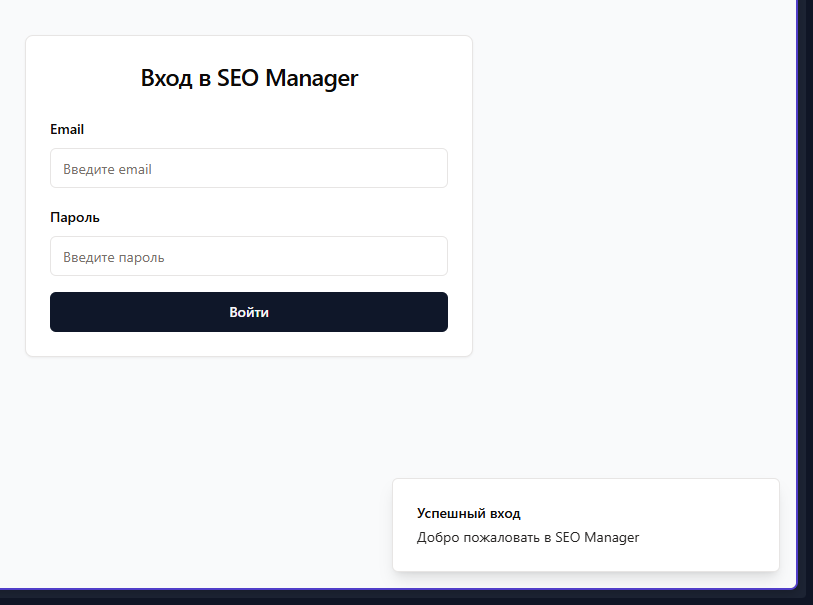 Вход в SEO Manager
Email
Введите email
Пароль
Введите пароль
Войти
Успешный вход
Добро пожаловать в SEO Manager